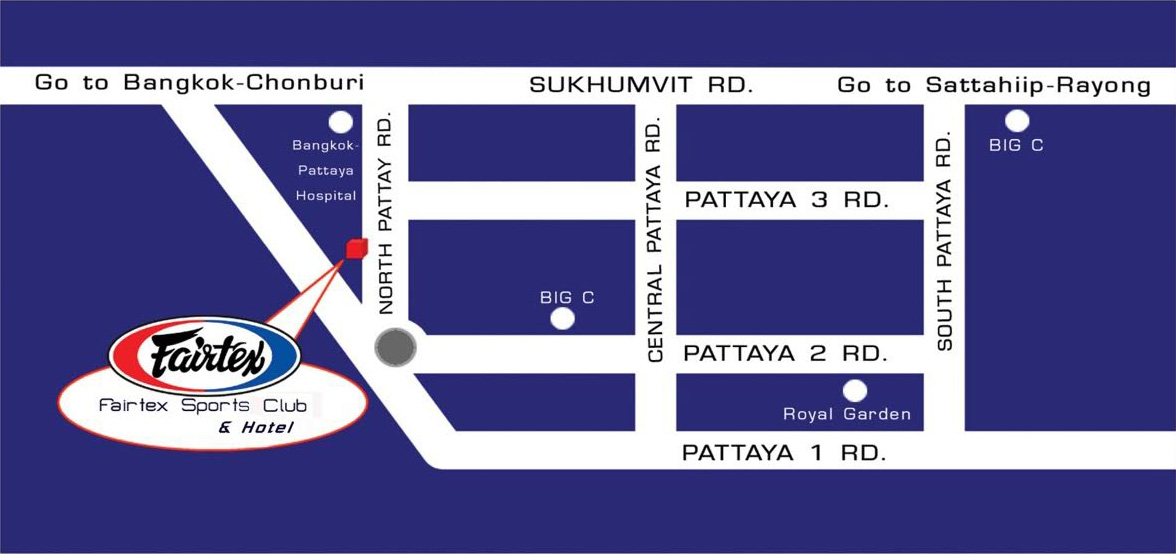 Go to Bangkok-Chonburi
SUKHUMVIT RD.
Go to Sattahiip-Rayong
Bangkok-
Pattaya
Hospital
NORTH PATTAY RD.
CENTRAL PATTAYA RD.
SOUTH PATTAYA RD.
BIG C
PATTAYA 3 RD.
BIG C
PATTAYA 2 RD.
Royal Garden
PATTAYA 1 RD.
Fairtex
Fairtex Sports Club
& Hotel